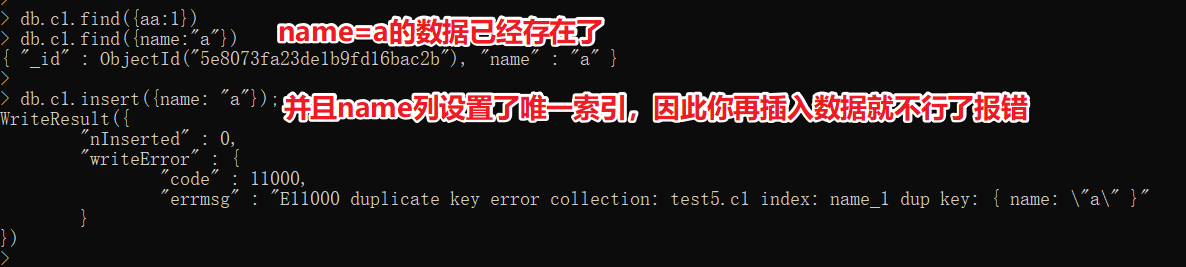 > db.c1.find({aa:1})
> db.c1.find({name:"a"})
name=a的数据已经存在了
{ "_id" : ObjectId("5e8073fa23de1b9fd16bac2b"), "name" : "a" }
>
> db.c1.insert({name: "a"});
并且name列设置了唯一索引，因此你再插入数据就不行了报错
WriteResult({
"nInserted" : 0,
"writeError" : {
"code" : 11000,
"errmsg" : "E11000 duplicate key error collection: test5.c1 index: name_1 dup key: { name: \"a\" }"
}
})
>